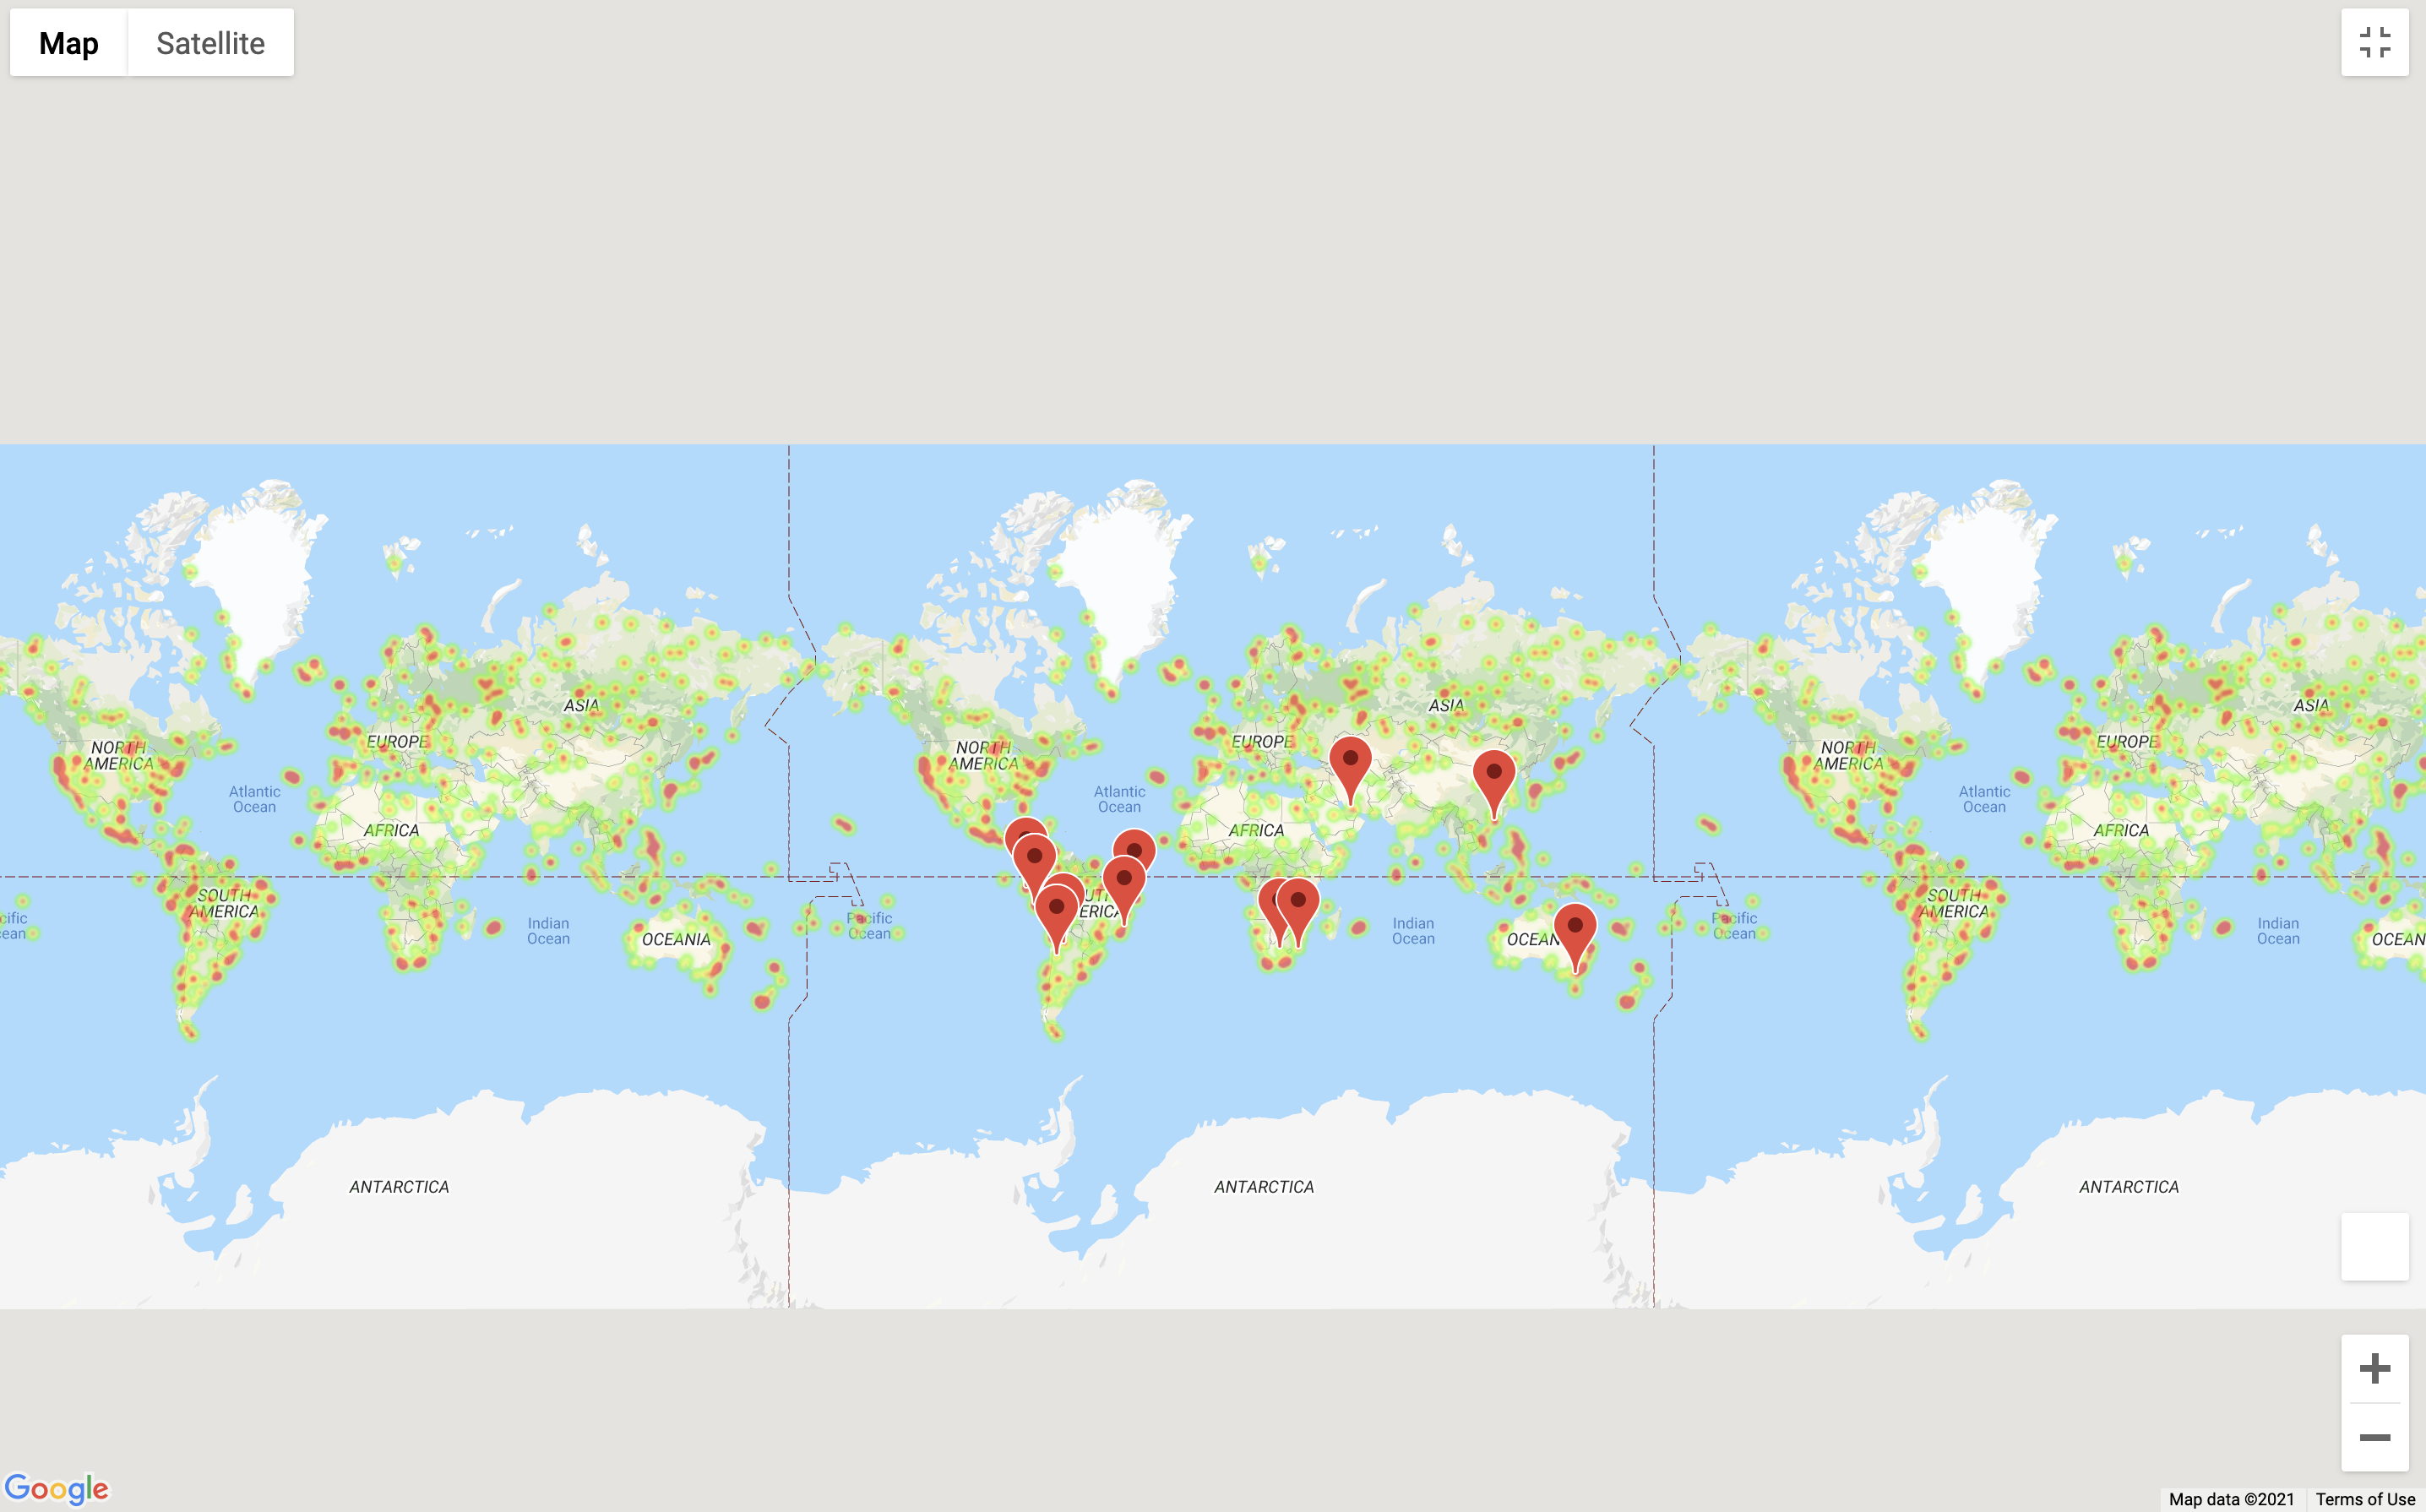 Map
Satellite
NORTH
AMERICA
EUROPE
ASIA
Atlantic
Ocean
AFRICA
SOUTH
AMERICA
Indian
Ocean
OCEANIA
cific
ean
Pacific
Ocean
ANTARCTICA
NORTH
AMERICA
EUROPE
ASIA
Atlantic
Ocean
AFRICA
UT
ERICA
Indian
Ocean
OCEAN
Pacific
Ocean
ANTARCTICA
NORTH
AMERICA
EUROPE
ASIA
Atlantic
Ocean
AFRICA
SOUTH
AMERICA
Indian
Ocean
OCEAN
ANTARCTICA
Google
Map data ©2021
Terms of Use